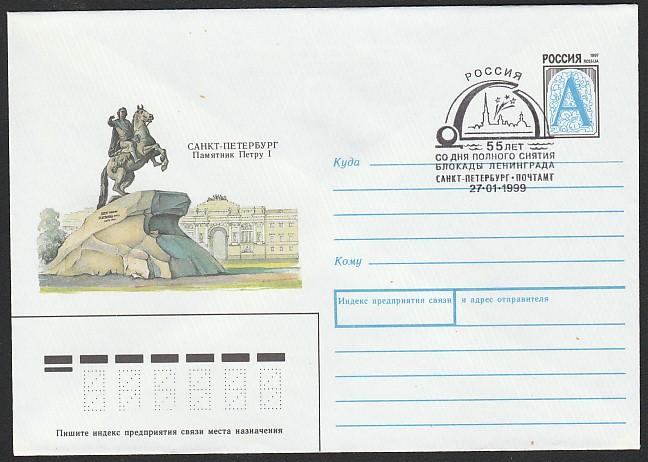 РОССИЯ 1997
ROSSIJA
А
РОССИЯ
55 ЛЕТ
СО ДНЯ ПОЛНОГО СНЯТИЯ
БЛОКАДЫ ЛЕНИНГРАДА
САНКТ-ПЕТЕРБУРГ • ПОЧТАМТ
27·01·1999
САНКТ-ПЕТЕРБУРГ
Памятник Петру I
Куда
Кому
Индекс предприятия связи и адрес отправителя
Пишите индекс предприятия связи места назначения